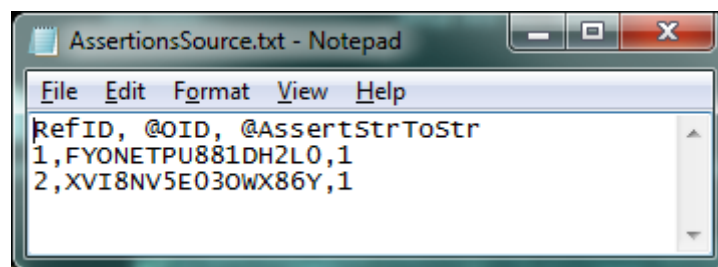 AssertionsSource.txt - Notepad
File Edit Format View Help
RefID, @OID, @AssertStrToStr
1,FYONETPU881DH2L0,1
2,XVI8NV5E03OWX86Y,1